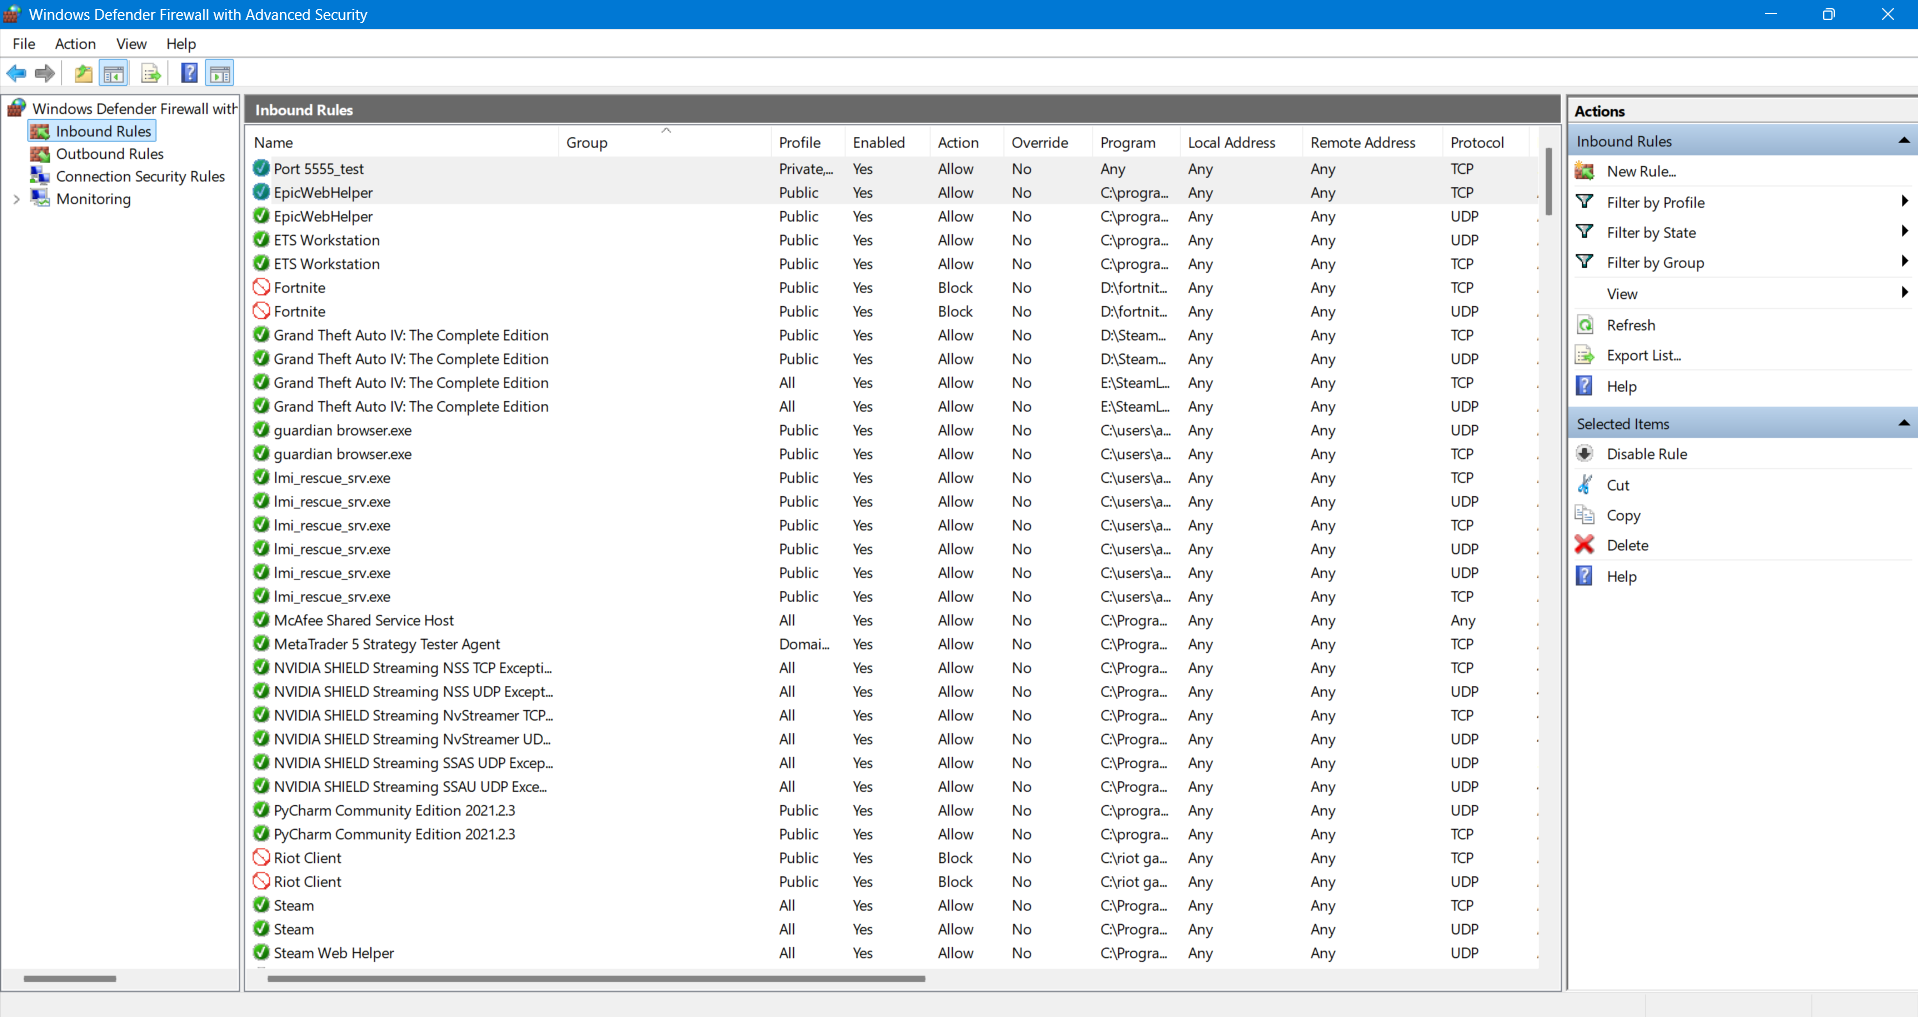 Windows Defender Firewall with Advanced Security
File Action View Help
Windows Defender Firewall with
Inbound Rules
Outbound Rules
Connection Security Rules
Monitoring
Inbound Rules
Name Group Profile Enabled Action Override Program Local Address Remote Address Protocol
Port 5555_test Private,... Yes Allow No Any Any Any TCP
EpicWebHelper Public Yes Allow No C:\progra... Any Any TCP
EpicWebHelper Public Yes Allow No C:\progra... Any Any UDP
ETS Workstation Public Yes Allow No C:\progra... Any Any UDP
ETS Workstation Public Yes Allow No C:\progra... Any Any TCP
Fortnite Public Yes Block No D:\fortnit... Any Any TCP
Fortnite Public Yes Block No D:\fortnit... Any Any UDP
Grand Theft Auto IV: The Complete Edition Public Yes Allow No D:\Steam... Any Any TCP
Grand Theft Auto IV: The Complete Edition Public Yes Allow No D:\Steam... Any Any UDP
Grand Theft Auto IV: The Complete Edition All Yes Allow No E:\SteamL... Any Any TCP
Grand Theft Auto IV: The Complete Edition All Yes Allow No E:\SteamL... Any Any UDP
guardian browser.exe Public Yes Allow No C:\users\a... Any Any UDP
guardian browser.exe Public Yes Allow No C:\users\a... Any Any TCP
lmi_rescue_srv.exe Public Yes Allow No C:\users\a... Any Any TCP
lmi_rescue_srv.exe Public Yes Allow No C:\users\a... Any Any UDP
lmi_rescue_srv.exe Public Yes Allow No C:\users\a... Any Any TCP
lmi_rescue_srv.exe Public Yes Allow No C:\users\a... Any Any UDP
lmi_rescue_srv.exe Public Yes Allow No C:\users\a... Any Any UDP
lmi_rescue_srv.exe Public Yes Allow No C:\users\a... Any Any TCP
McAfee Shared Service Host All Yes Allow No C:\Progra... Any Any Any
MetaTrader 5 Strategy Tester Agent Domai... Yes Allow No C:\Progra... Any Any TCP
NVIDIA SHIELD Streaming NSS TCP Excepti... All Yes Allow No C:\Progra... Any Any TCP
NVIDIA SHIELD Streaming NSS UDP Except... All Yes Allow No C:\Progra... Any Any UDP
NVIDIA SHIELD Streaming NvStreamer TCP... All Yes Allow No C:\Progra... Any Any TCP
NVIDIA SHIELD Streaming NvStreamer UD... All Yes Allow No C:\Progra... Any Any UDP
NVIDIA SHIELD Streaming SSAS UDP Excep... All Yes Allow No C:\Progra... Any Any UDP
NVIDIA SHIELD Streaming SSAU UDP Exce... All Yes Allow No C:\Progra... Any Any UDP
PyCharm Community Edition 2021.2.3 Public Yes Allow No C:\progra... Any Any UDP
PyCharm Community Edition 2021.2.3 Public Yes Allow No C:\progra... Any Any TCP
Riot Client Public Yes Block No C:\riot ga... Any Any TCP
Riot Client Public Yes Block No C:\riot ga... Any Any UDP
Steam All Yes Allow No C:\Progra... Any Any TCP
Steam All Yes Allow No C:\Progra... Any Any UDP
Steam Web Helper All Yes Allow No C:\Progra... Any Any UDP
Actions
Inbound Rules
New Rule...
Filter by Profile
Filter by State
Filter by Group
View
Refresh
Export List...
Help
Selected Items
Disable Rule
Cut
Copy
Delete
Help